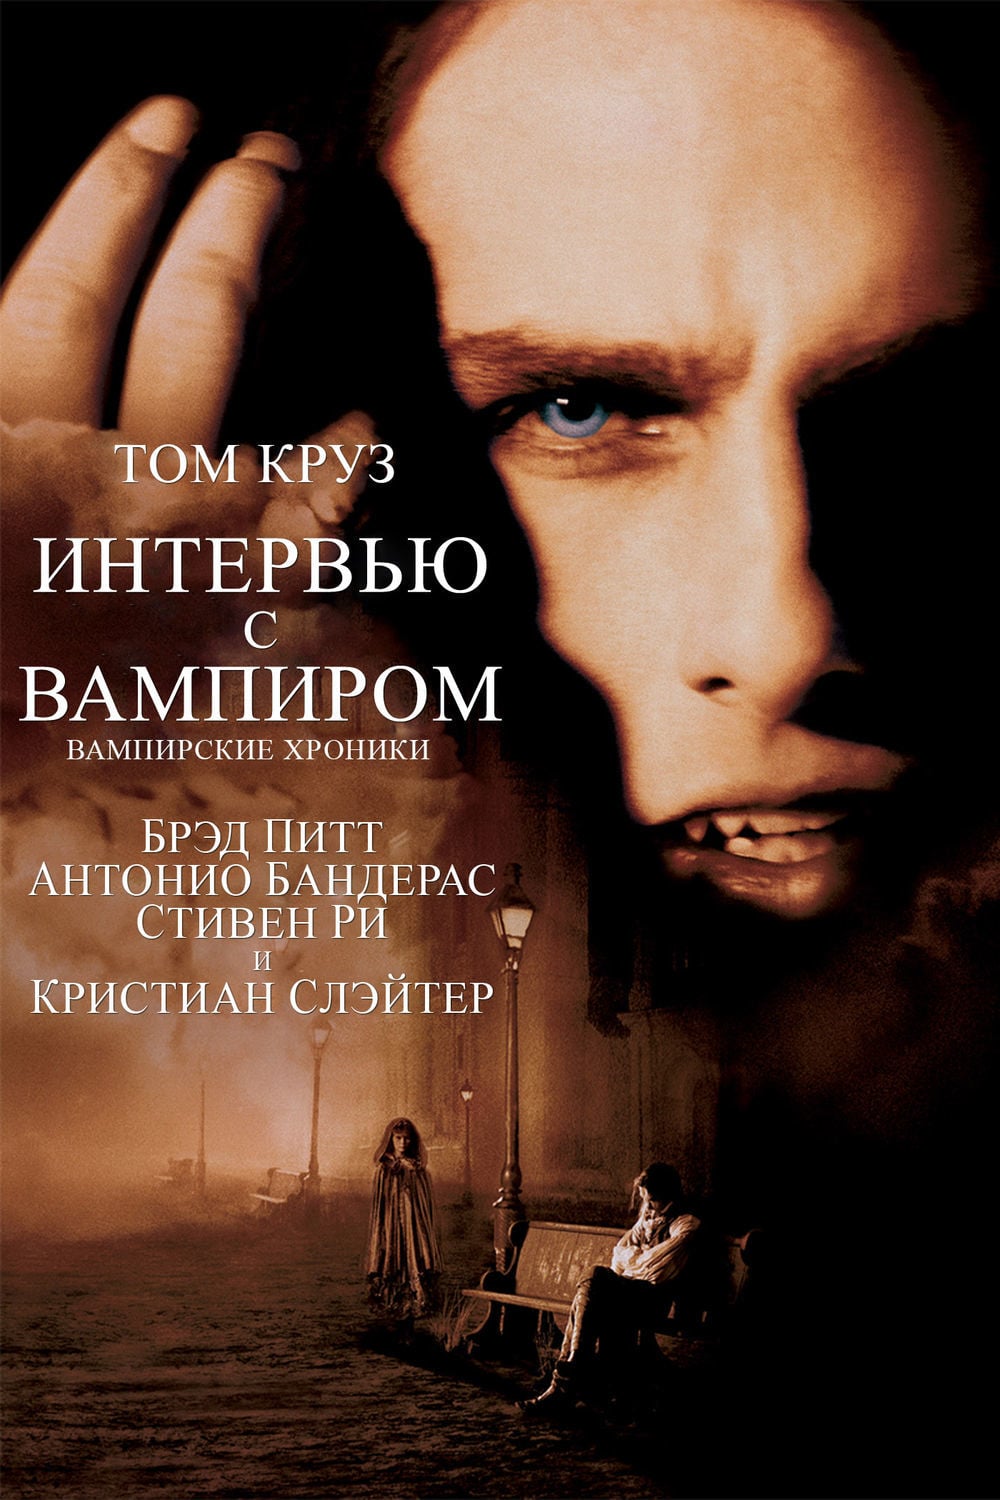 ТОМ КРУЗ
ИНТЕРВЬЮ
С
ВАМПИРОМ
ВАМПИРСКИЕ ХРОНИКИ
БРЭД ПИТТ
АНТОНИО БАНДЕРАС
СТИВЕН РИ
И
КРИСТИАН СЛЭЙТЕР